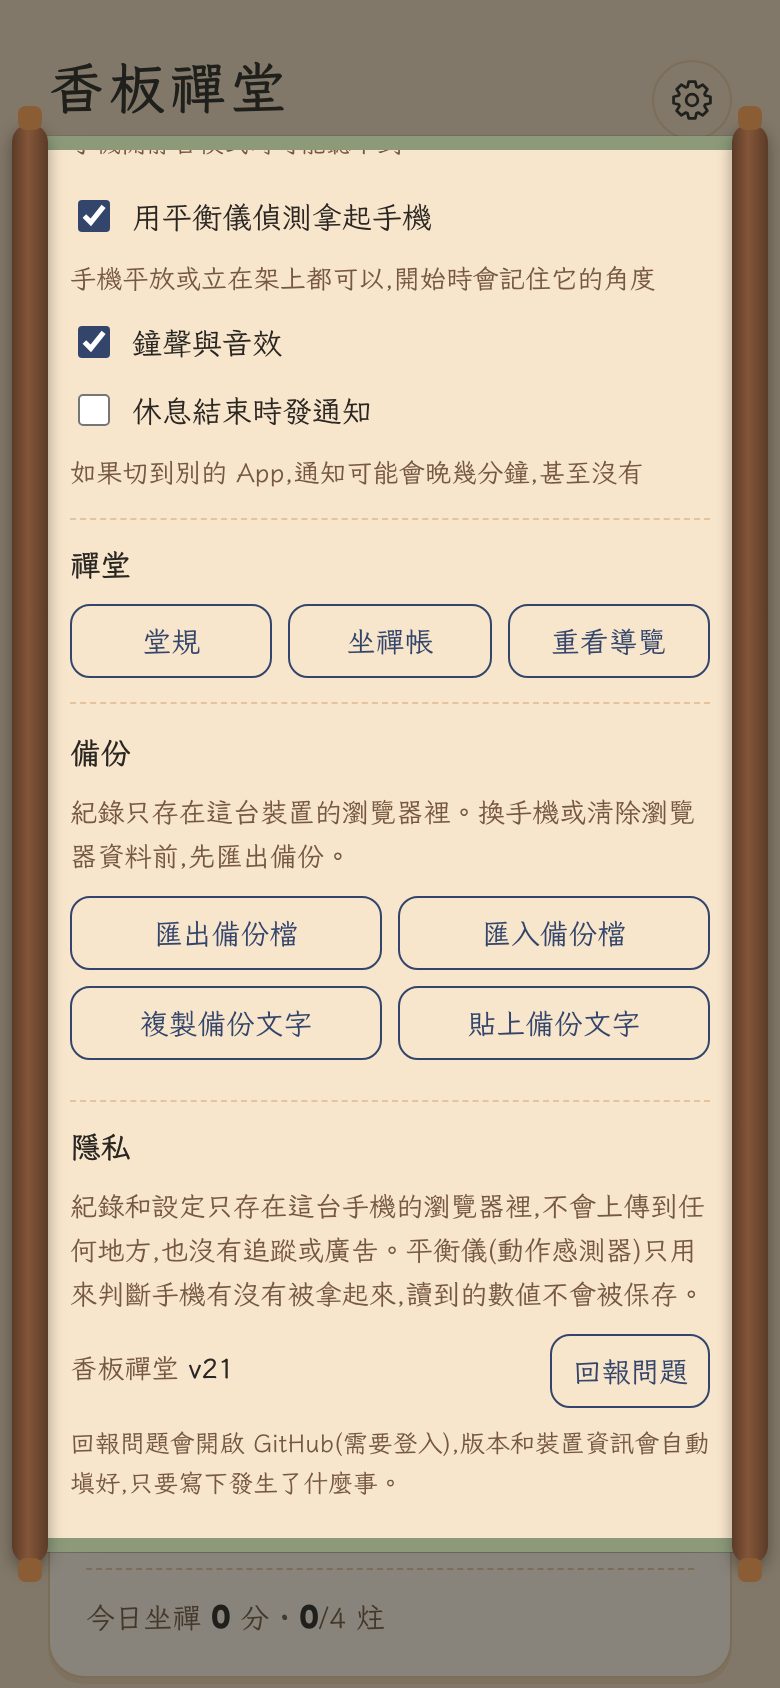 香板禪堂
用平衡儀偵測拿起手機
手機平放或立在架上都可以,開始時會記住它的角度
鐘聲與音效
休息結束時發通知
如果切到別的 App,通知可能會晚幾分鐘,甚至沒有
禪堂
堂規
坐禪帳
重看導覽
備份
紀錄只存在這台裝置的瀏覽器裡。換手機或清除瀏覽
器資料前,先匯出備份。
匯出備份檔
匯入備份檔
複製備份文字
貼上備份文字
隱私
紀錄和設定只存在這台手機的瀏覽器裡,不會上傳到任
何地方,也沒有追蹤或廣告。平衡儀(動作感測器)只用
來判斷手機有沒有被拿起來,讀到的數值不會被保存。
香板禪堂 v21
回報問題
回報問題會開啟 GitHub(需要登入),版本和裝置資訊會自動
填好,只要寫下發生了什麼事。
今日坐禪 0 分・0/4 炷